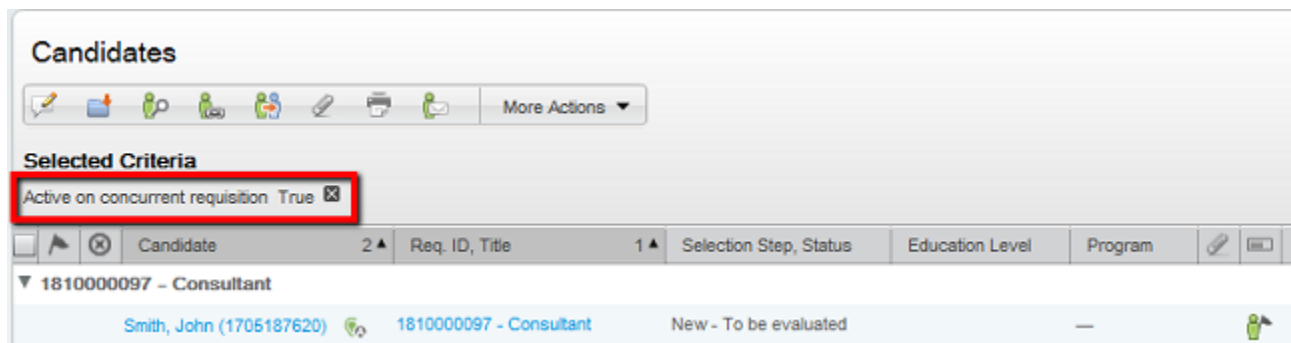 Candidates
More Actions
Selected Criteria
Active on concurrent requisition True
Candidate 2 Req. ID, Title 1 Selection Step, Status Education Level Program
1810000097 – Consultant
Smith, John (1705187620) 1810000097 - Consultant New - To be evaluated —